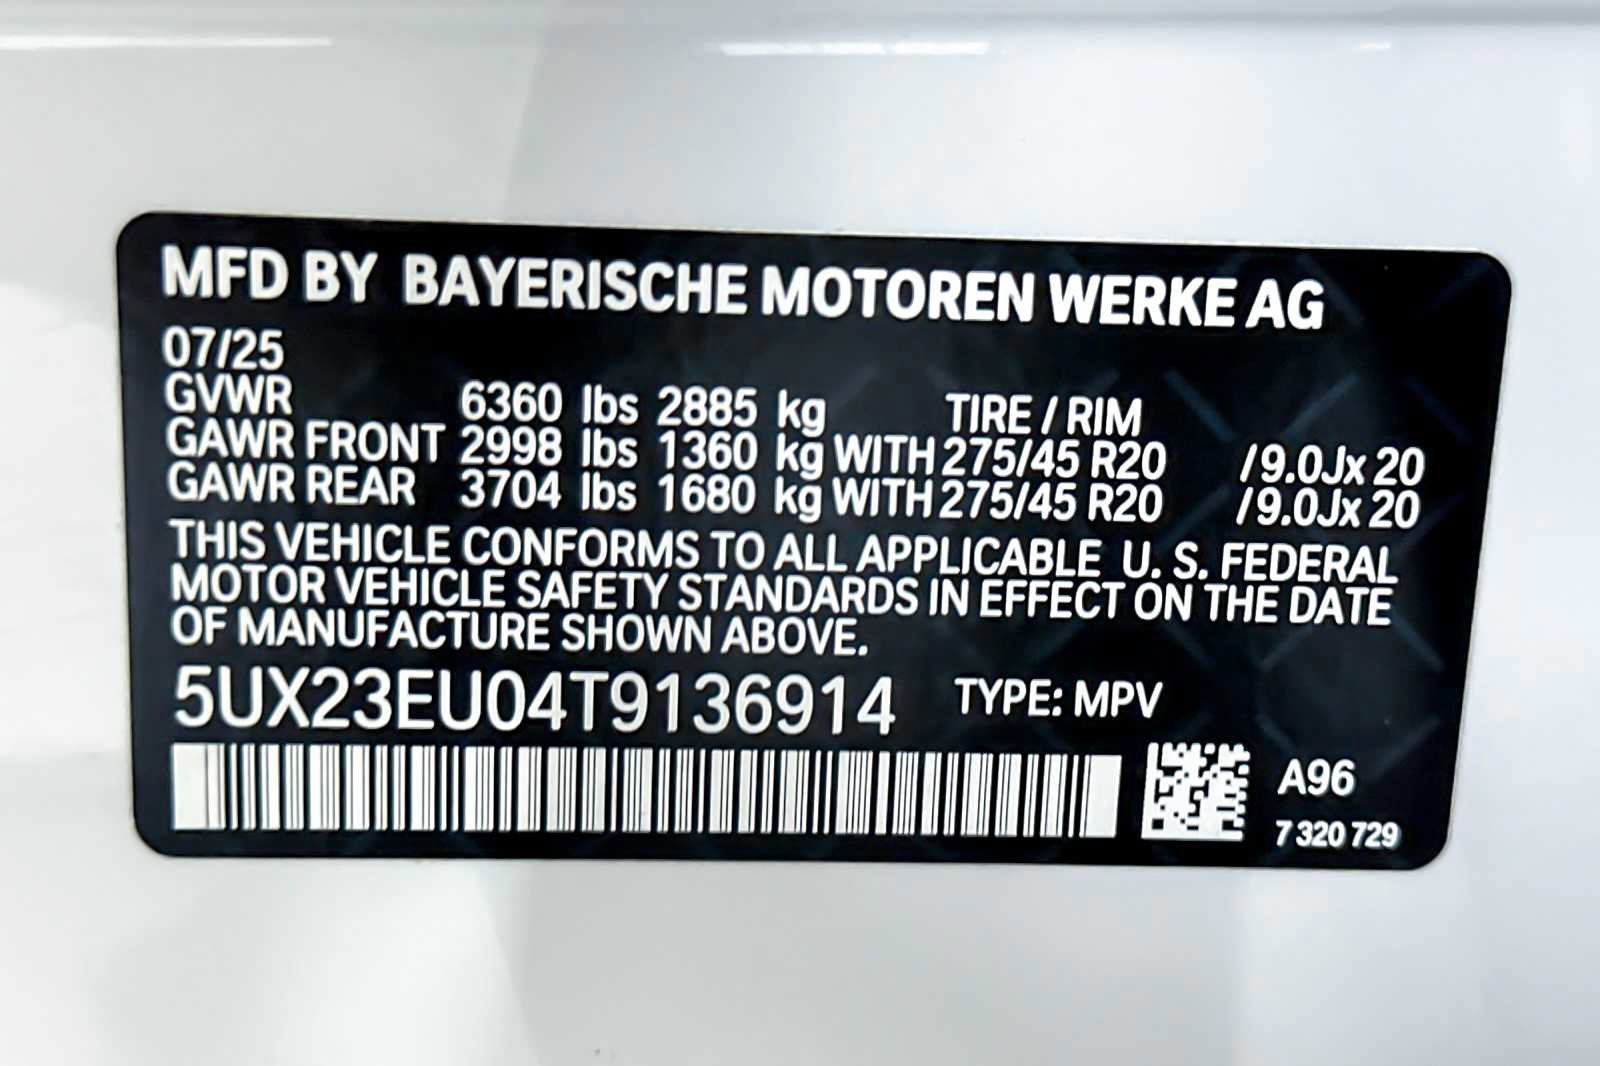 MFD BY BAYERISCHE MOTOREN WERKE AG
07/25
GVWR 6360 lbs 2885 kg TIRE / RIM
GAWR FRONT 2998 lbs 1360 kg WITH 275/45 R20 /9.0Jx 20
GAWR REAR 3704 lbs 1680 kg WITH 275/45 R20 /9.0Jx 20
THIS VEHICLE CONFORMS TO ALL APPLICABLE U. S. FEDERAL
MOTOR VEHICLE SAFETY STANDARDS IN EFFECT ON THE DATE
OF MANUFACTURE SHOWN ABOVE.
5UX23EU04T9136914 TYPE: MPV
A96
7 320 729